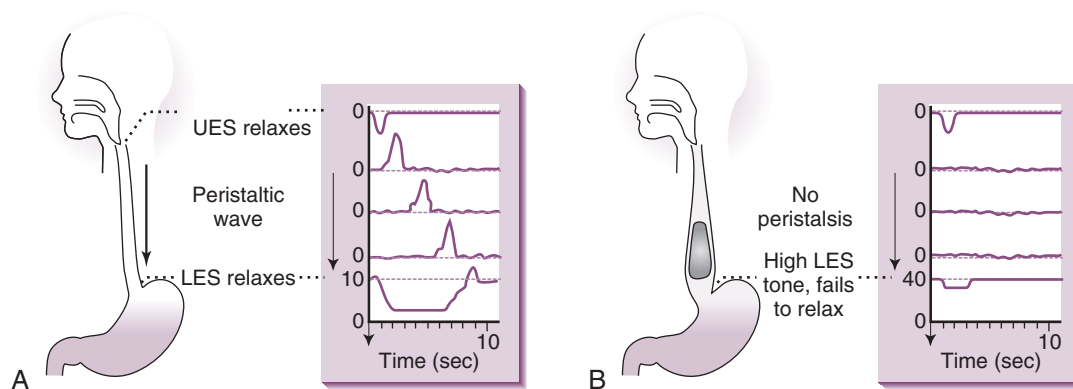 0
UES relaxes
0
Peristaltic
wave
0
0
LES relaxes
10
0
10
Time (sec)
A
0
0
No
peristalsis
0
0
High LES
tone, fails
to relax
40
0
10
Time (sec)
B